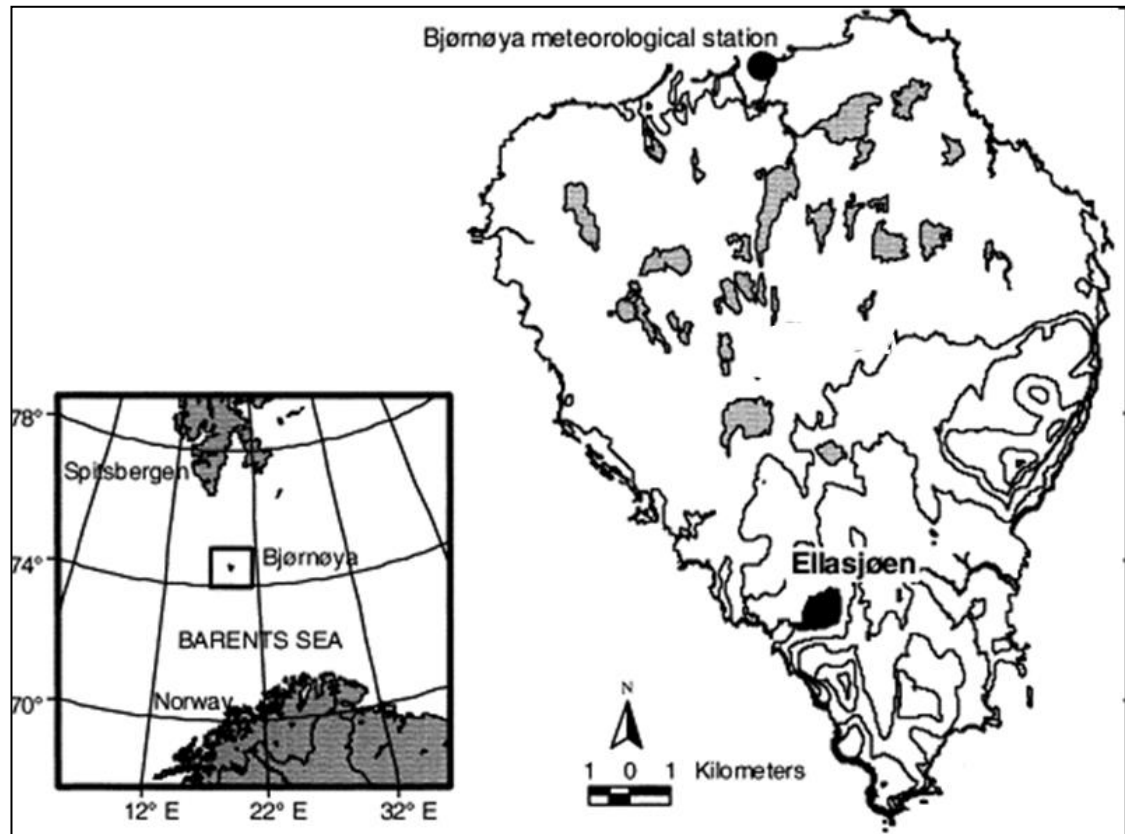 Bjørnøya meteorological station
78°
Spitsbergen
74°
Bjørnøya
BARENTS SEA
Norway
70°
12° E 22° E 32° E
Ellasjøen
N
1 0 1 Kilometers